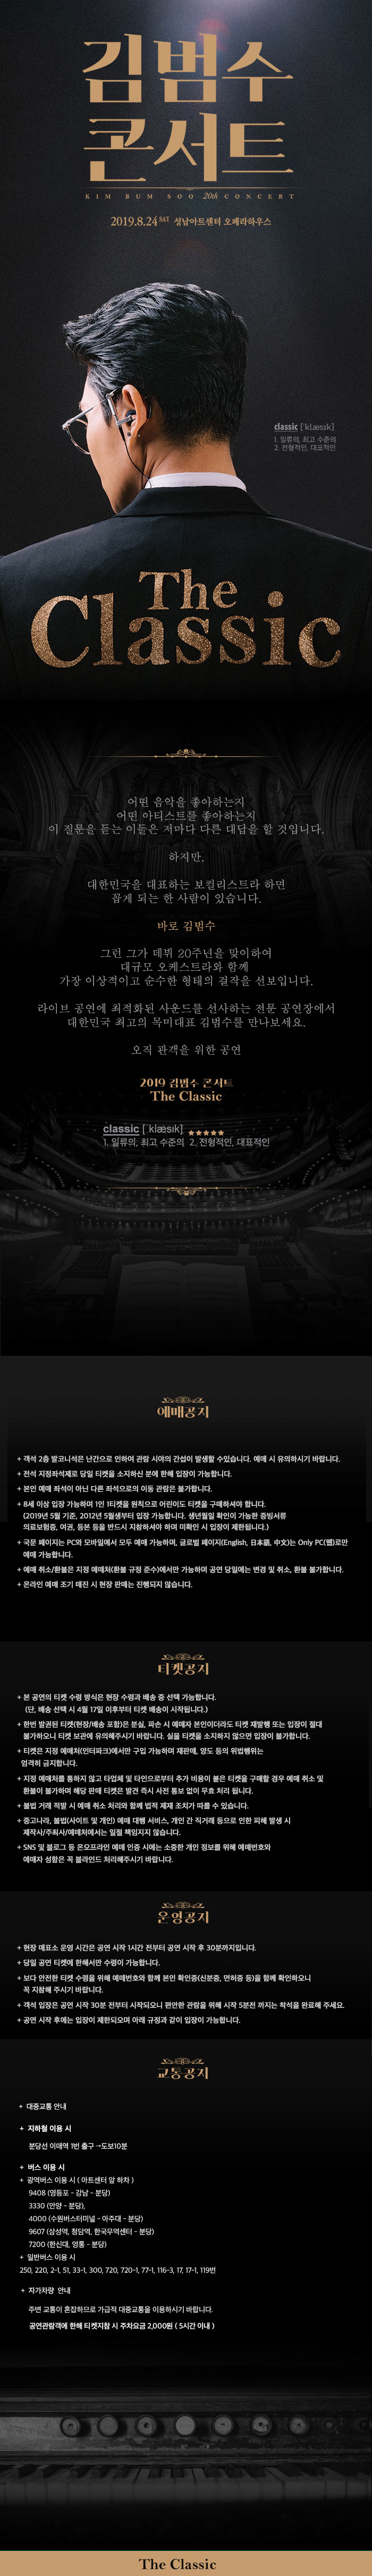 김범수
콘서트
KIM BUM SOO 20th CONCERT
2019.8.24 SAT 성남아트센터 오페라하우스
classic [ˈklæsɪk]
1. 일류의, 최고 수준의
2. 전형적인, 대표적인
The
Classic
어떤 음악을 좋아하는지
어떤 아티스트를 좋아하는지
이 질문을 듣는 이들은 저마다 다른 대답을 할 것입니다.
하지만,
대한민국을 대표하는 보컬리스트라 하면
꼽게 되는 한 사람이 있습니다.
바로 김범수
그런 그가 데뷔 20주년을 맞이하여
대규모 오케스트라와 함께
가장 이상적이고 순수한 형태의 걸작을 선보입니다.
라이브 공연에 최적화된 사운드를 선사하는 전문 공연장에서
대한민국 최고의 목미대표 김범수를 만나보세요.
오직 관객을 위한 공연
2019 김범수 콘서트
The Classic
classic [ˈklæsɪk] ★★★★★
1. 일류의, 최고 수준의 2. 전형적인, 대표적인
예매공지
+ 객석 2층 발코니석은 난간으로 인하여 관람 시야의 간섭이 발생할 수있습니다. 예매 시 유의하시기 바랍니다.
+ 전석 지정좌석제로 당일 티켓을 소지하신 분에 한해 입장이 가능합니다.
+ 본인 예매 좌석이 아닌 다른 좌석으로의 이동 관람은 불가합니다.
+ 8세 이상 입장 가능하며 1인 1티켓을 원칙으로 어린이도 티켓을 구매하셔야 합니다.
(2019년 5월 기준, 2012년 5월생부터 입장 가능합니다. 생년월일 확인이 가능한 증빙서류
의료보험증, 여권, 등본 등을 반드시 지참하셔야 하며 미확인 시 입장이 제한됩니다.)
+ 국문 페이지는 PC와 모바일에서 모두 예매 가능하며, 글로벌 페이지(English, 日本語, 中文)는 Only PC(웹)로만
예매 가능합니다.
+ 예매 취소/환불은 지정 예매처(환불 규정 준수)에서만 가능하며 공연 당일에는 변경 및 취소, 환불 불가합니다.
+ 온라인 예매 조기 매진 시 현장 판매는 진행되지 않습니다.
티켓공지
+ 본 공연의 티켓 수령 방식은 현장 수령과 배송 중 선택 가능합니다.
(단, 배송 선택 시 4월 17일 이후부터 티켓 배송이 시작됩니다.)
+ 한번 발권된 티켓(현장/배송 포함)은 분실, 파손 시 예매자 본인이더라도 티켓 재발행 또는 입장이 절대
불가하오니 티켓 보관에 유의해주시기 바랍니다. 실물 티켓을 소지하지 않으면 입장이 불가합니다.
+ 티켓은 지정 예매처(인터파크)에서만 구입 가능하며 재판매, 양도 등의 위법행위는
엄격히 금지합니다.
+ 지정 예매처를 통하지 않고 타업체 및 타인으로부터 추가 비용이 붙은 티켓을 구매할 경우 예매 취소 및
환불이 불가하며 해당 판매 티켓은 발견 즉시 사전 통보 없이 무효 처리 됩니다.
+ 불법 거래 적발 시 예매 취소 처리와 함께 법적 제재 조치가 따를 수 있습니다.
+ 중고나라, 불법(사이트 및 개인) 예매 대행 서비스, 개인 간 직거래 등으로 인한 피해 발생 시
제작사/주최사/예매처에서는 일절 책임지지 않습니다.
+ SNS 및 블로그 등 온오프라인 예매 인증 시에는 소중한 개인 정보를 위해 예매번호와
예매자 성함은 꼭 블라인드 처리해주시기 바랍니다.
운영공지
+ 현장 매표소 운영 시간은 공연 시작 1시간 전부터 공연 시작 후 30분까지입니다.
+ 당일 공연 티켓에 한해서만 수령이 가능합니다.
+ 보다 안전한 티켓 수령을 위해 예매번호와 함께 본인 확인증(신분증, 면허증 등)을 함께 확인하오니
꼭 지참해 주시기 바랍니다.
+ 객석 입장은 공연 시작 30분 전부터 시작되오니 편안한 관람을 위해 시작 5분전 까지는 착석을 완료해 주세요.
+ 공연 시작 후에는 입장이 제한되으며 아래 규정과 같이 입장이 가능합니다.
교통공지
+ 대중교통 안내
+ 지하철 이용 시
분당선 이매역 1번 출구 →도보10분
+ 버스 이용 시
+ 광역버스 이용 시 ( 아트센터 앞 하차 )
9408 (영등포 - 강남 - 분당)
3330 (안양 - 분당),
4000 (수원버스터미널 - 아주대 - 분당)
9607 (삼성역, 청담역, 한국무역센터 - 분당)
7200 (한신대, 영통 - 분당)
+ 일반버스 이용 시
250, 220, 2-1, 51, 33-1, 300, 720, 720-1, 77-1, 116-3, 17, 17-1, 119번
+ 자가차량 안내
주변 교통이 혼잡하므로 가급적 대중교통을 이용하시기 바랍니다.
공연관람객에 한해 티켓지참 시 주차요금 2,000원 ( 5시간 이내 )
The Classic